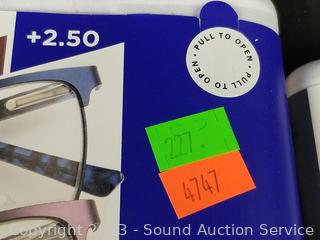 +2.50
PULL TO OPEN • PULL TO OPEN •
227?
4747
Copyright 2023 - Sound Auction Service